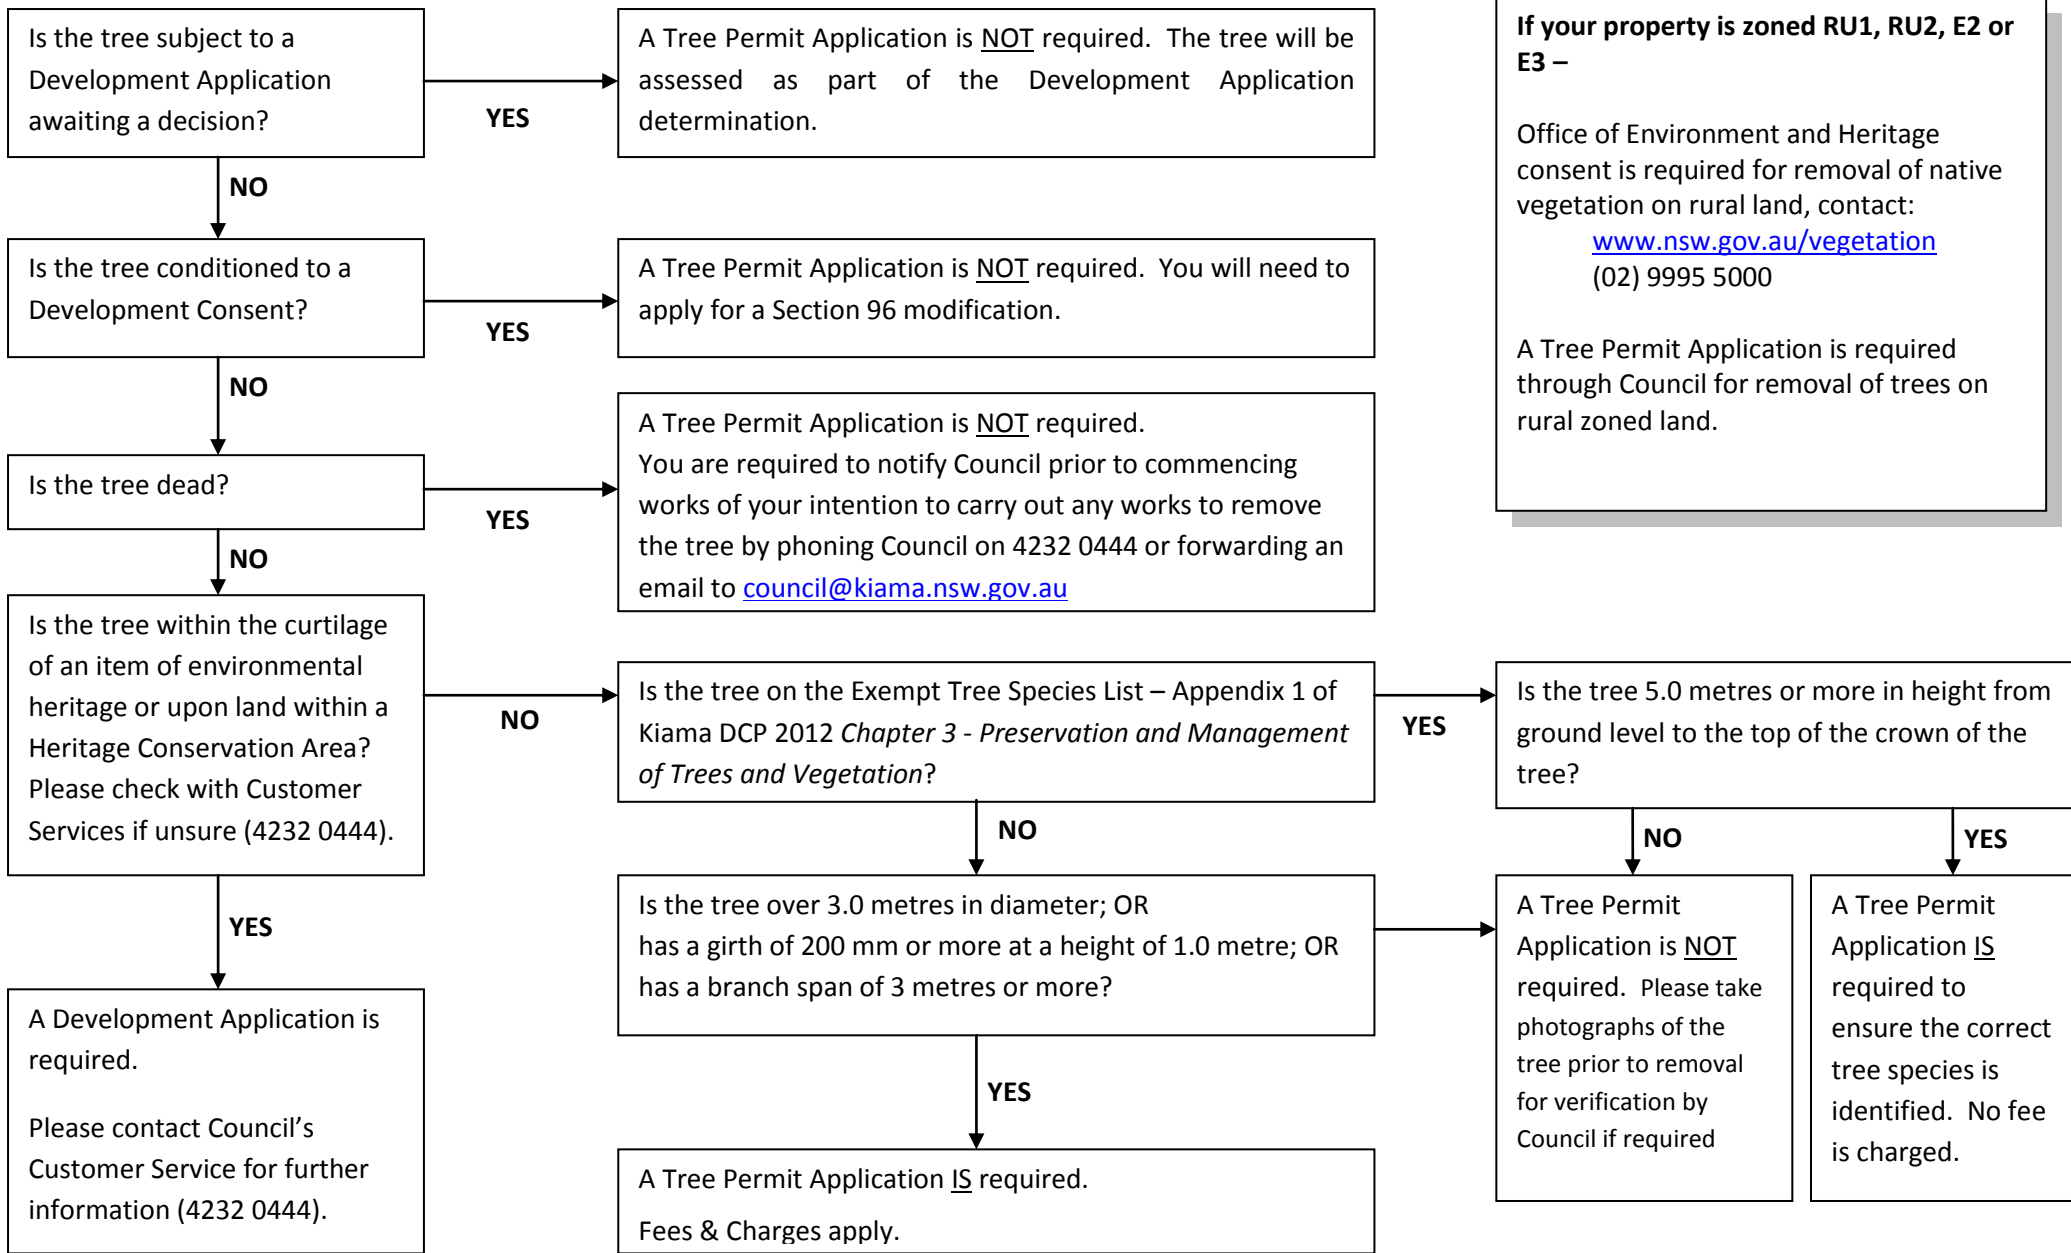 Is the tree subject to a
Development Application
awaiting a decision?
YES
A Tree Permit Application is NOT required. The tree will be
assessed as part of the Development Application
determination.
NO
Is the tree conditioned to a
Development Consent?
YES
A Tree Permit Application is NOT required. You will need to
apply for a Section 96 modification.
NO
Is the tree dead?
YES
A Tree Permit Application is NOT required.
You are required to notify Council prior to commencing
works of your intention to carry out any works to remove
the tree by phoning Council on 4232 0444 or forwarding an
email to council@kiama.nsw.gov.au
NO
Is the tree within the curtilage
of an item of environmental
heritage or upon land within a
Heritage Conservation Area?
Please check with Customer
Services if unsure (4232 0444).
NO
Is the tree on the Exempt Tree Species List – Appendix 1 of
Kiama DCP 2012 Chapter 3 - Preservation and Management
of Trees and Vegetation?
YES
Is the tree 5.0 metres or more in height from
ground level to the top of the crown of the
tree?
NO
YES
A Tree Permit
Application is NOT
required. Please take
photographs of the
tree prior to removal
for verification by
Council if required
A Tree Permit
Application IS
required to
ensure the correct
tree species is
identified. No fee
is charged.
NO
Is the tree over 3.0 metres in diameter; OR
has a girth of 200 mm or more at a height of 1.0 metre; OR
has a branch span of 3 metres or more?
YES
A Tree Permit Application IS required.
Fees & Charges apply.
YES
A Development Application is
required.
Please contact Council’s
Customer Service for further
information (4232 0444).
If your property is zoned RU1, RU2, E2 or
E3 –
Office of Environment and Heritage
consent is required for removal of native
vegetation on rural land, contact:
www.nsw.gov.au/vegetation
(02) 9995 5000
A Tree Permit Application is required
through Council for removal of trees on
rural zoned land.